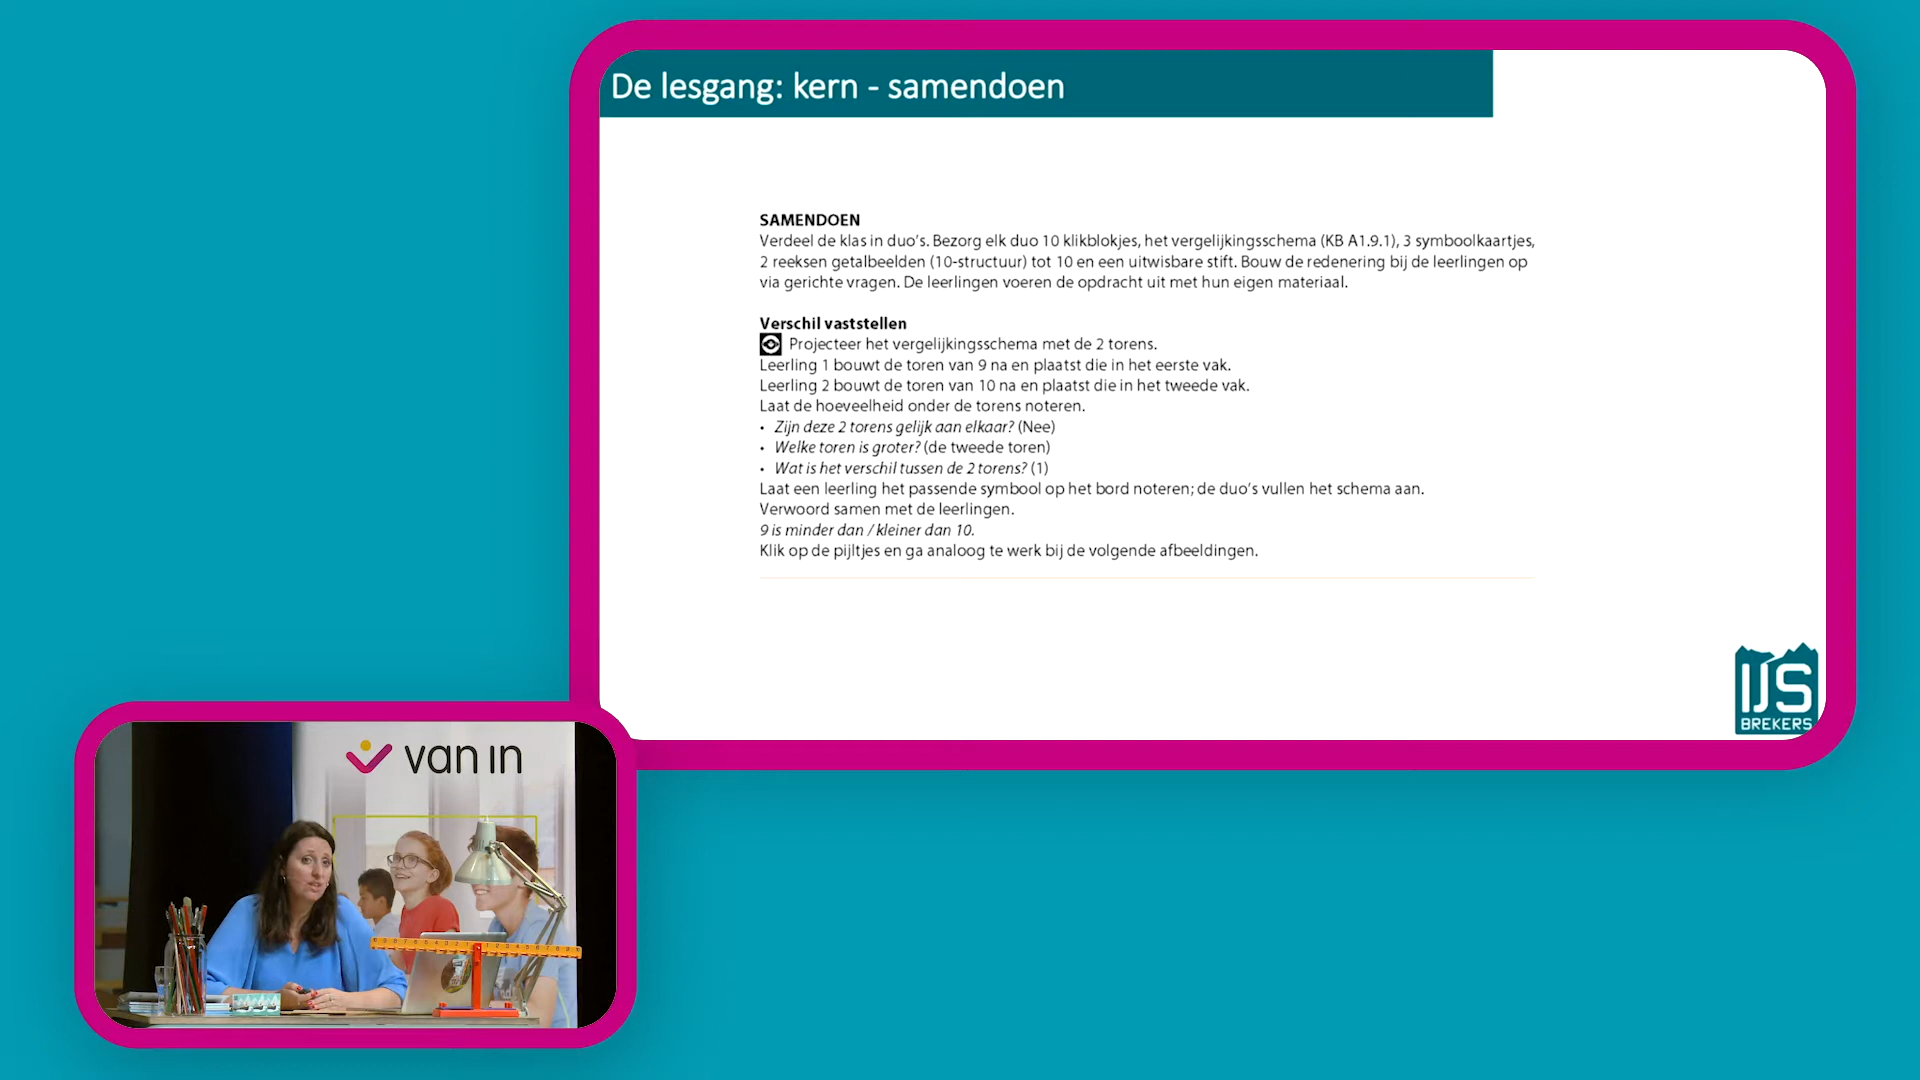 De lesgang: kern - samendoen
SAMENDOEN
Verdeel de klas in duo's. Bezorg elk duo 10 klikblokjes, het vergelijkingsschema (KB A1.9.1), 3 symboolkaartjes,
2 reeksen getalbeelden (10-structuur) tot 10 en een uitwisbare stift. Bouw de redenering bij de leerlingen op
via gerichte vragen. De leerlingen voeren de opdracht uit met hun eigen materiaal.
Verschil vaststellen
Projecteer het vergelijkingsschema met de 2 torens.
Leerling 1 bouwt de toren van 9 na en plaatst die in het eerste vak.
Leerling 2 bouwt de toren van 10 na en plaatst die in het tweede vak.
Laat de hoeveelheid onder de torens noteren.
• Zijn deze 2 torens gelijk aan elkaar? (Nee)
• Welke toren is groter? (de tweede toren)
• Wat is het verschil tussen de 2 torens? (1)
Laat een leerling het passende symbool op het bord noteren; de duo's vullen het schema aan.
Verwoord samen met de leerlingen.
9 is minder dan / kleiner dan 10.
Klik op de pijltjes en ga analoog te werk bij de volgende afbeeldingen.
IJS
BREKERS
van in